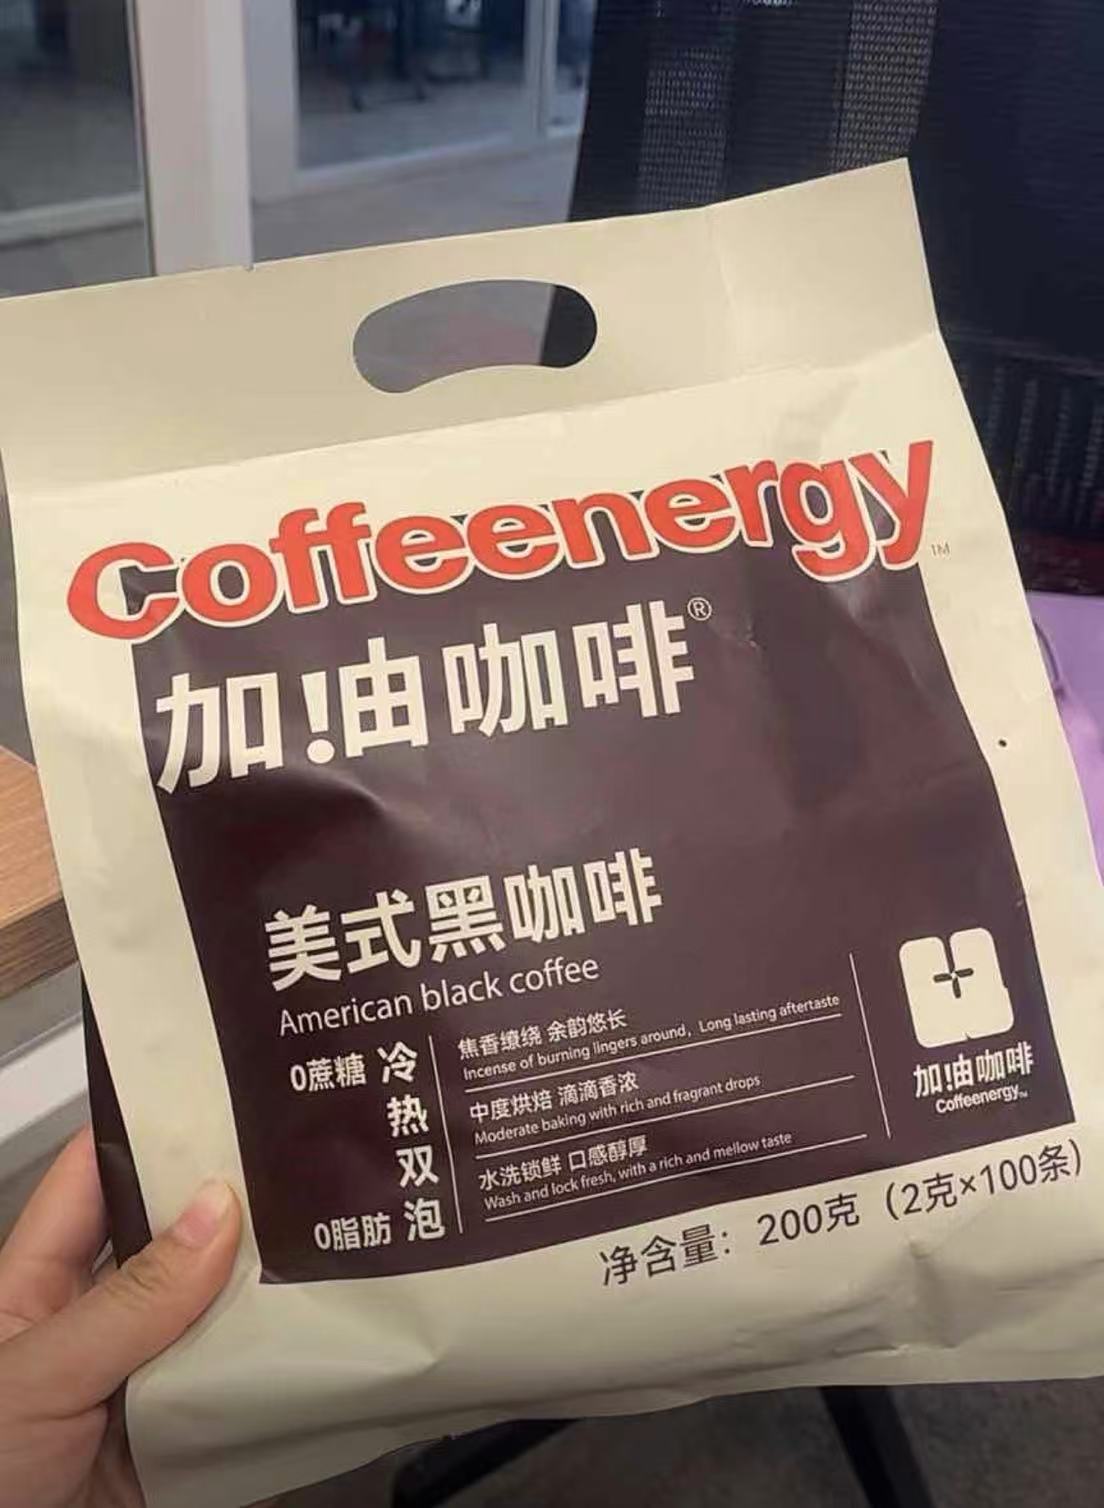 Coffeenergy™
加!由咖啡®
美式黑咖啡
American black coffee
0蔗糖 冷
热
双
0脂肪 泡
焦香缭绕 余韵悠长
Incense of burning lingers around, Long lasting aftertaste
中度烘焙 滴滴香浓
Moderate baking with rich and fragrant drops
水洗锁鲜 口感醇厚
Wash and lock fresh, with a rich and mellow taste
加!由咖啡
Coffeenergy™
净含量：200克（2克×100条）